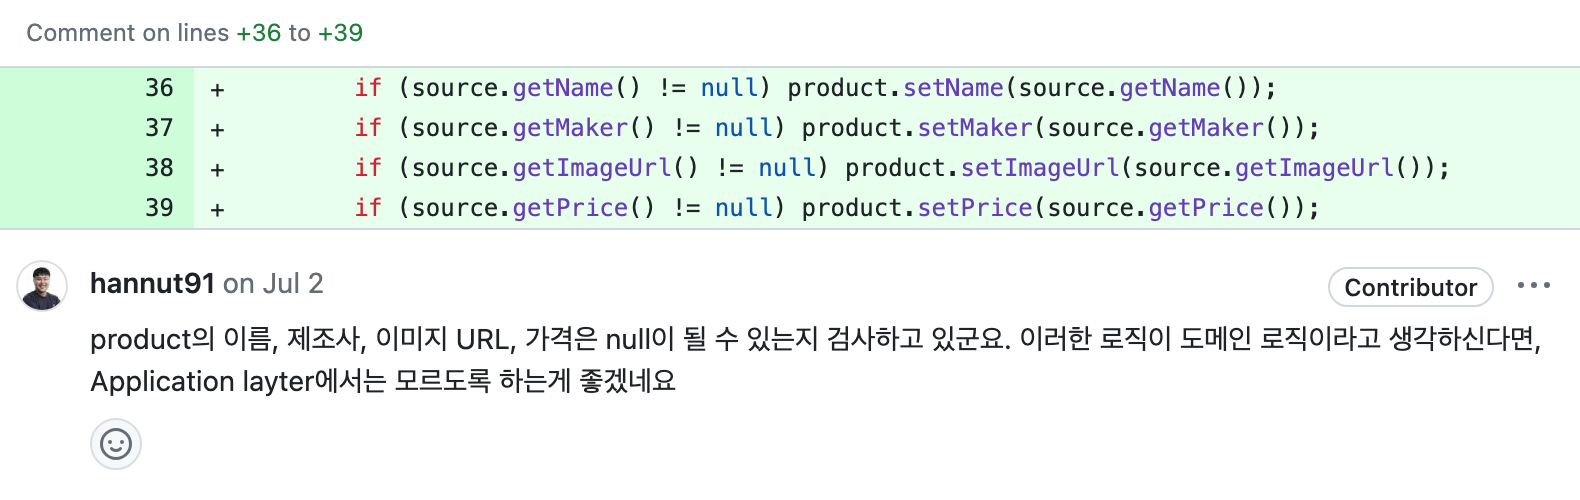 Comment on lines +36 to +39
36 + if (source.getName() != null) product.setName(source.getName());
37 + if (source.getMaker() != null) product.setMaker(source.getMaker());
38 + if (source.getImageUrl() != null) product.setImageUrl(source.getImageUrl());
39 + if (source.getPrice() != null) product.setPrice(source.getPrice());
hannut91 on Jul 2 Contributor ...
product의 이름, 제조사, 이미지 URL, 가격은 null이 될 수 있는지 검사하고 있군요. 이러한 로직이 도메인 로직이라고 생각하신다면,
Application layter에서는 모르도록 하는게 좋겠네요